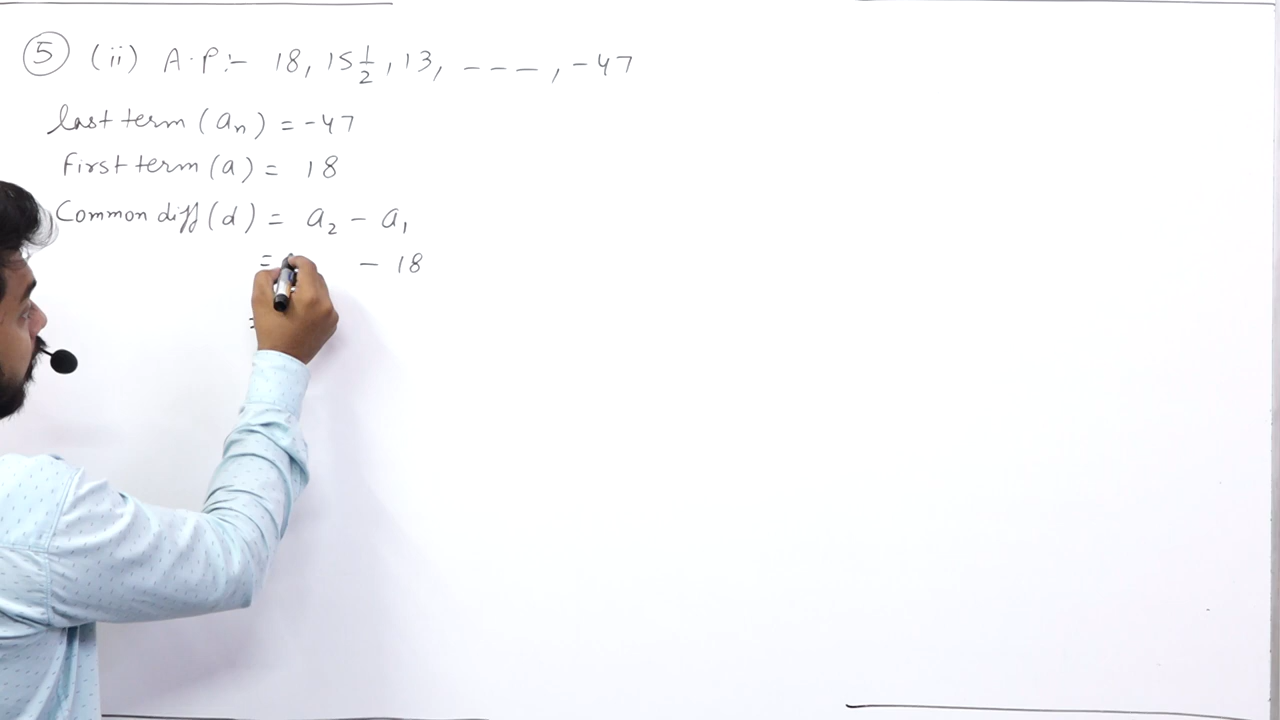 5 (ii) A.P:- 18, 15 1/2, 13, ---, -47
last term (aₙ) = -47
First term (a) = 18
Common diff (d) = a₂ - a₁
= - 18
=